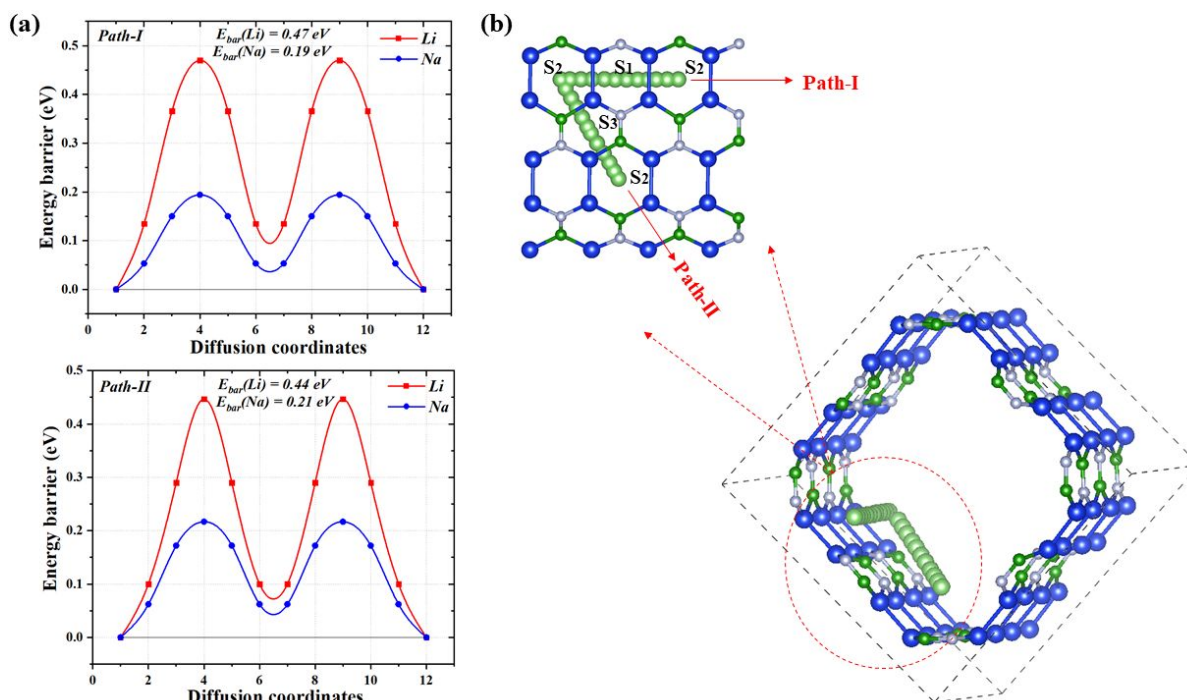 (a)
Path-I
E_bar(Li) = 0.47 eV
E_bar(Na) = 0.19 eV
Li
Na
0.5
0.4
0.3
0.2
0.1
0.0
Energy barrier (eV)
0 2 4 6 8 10 12
Diffusion coordinates
Path-II
E_bar(Li) = 0.44 eV
E_bar(Na) = 0.21 eV
Li
Na
0.5
0.4
0.3
0.2
0.1
0.0
Energy barrier (eV)
0 2 4 6 8 10 12
Diffusion coordinates
(b)
S2 S1 S2
Path-I
S3
S2
Path-II